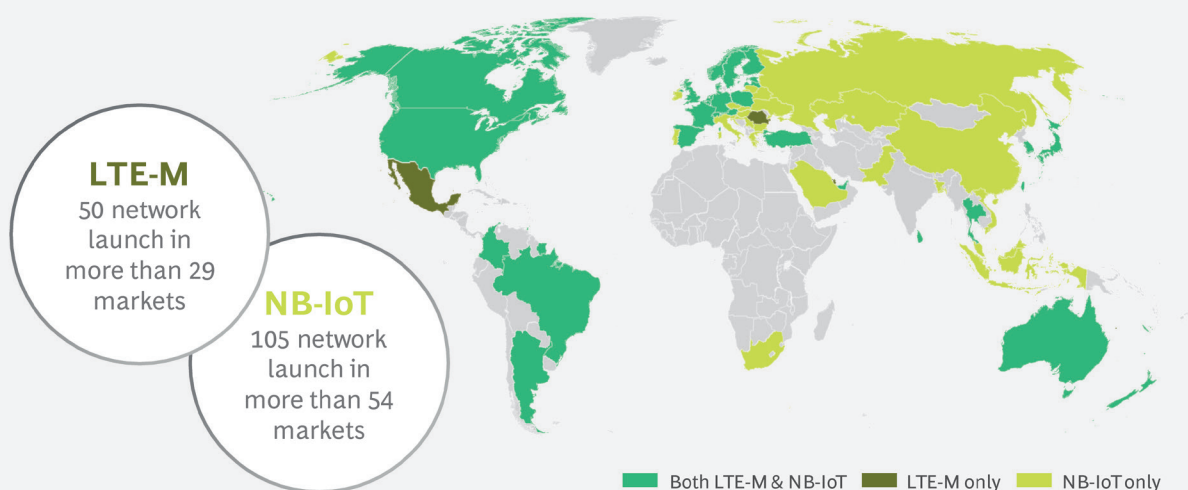 LTE-M
50 network
launch in
more than 29
markets
NB-IoT
105 network
launch in
more than 54
markets
Both LTE-M & NB-IoT
LTE-M only
NB-IoT only